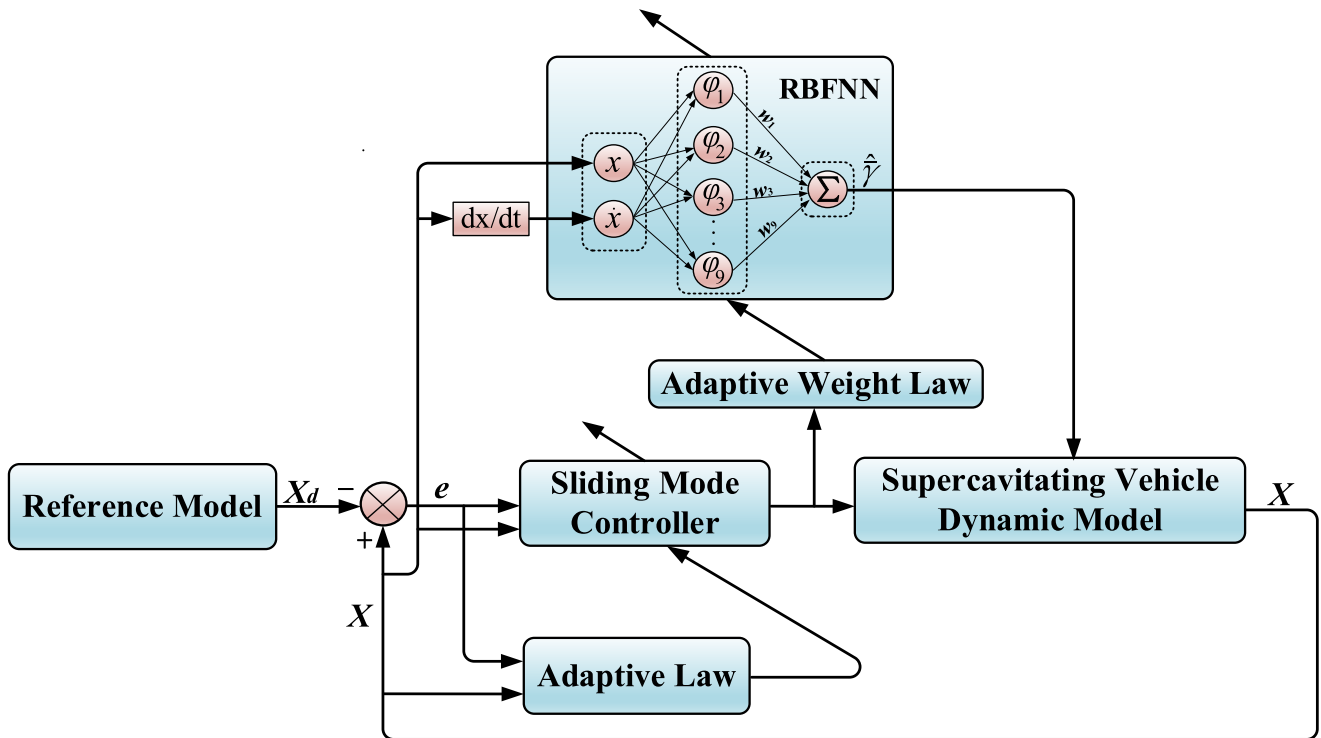 RBFNN
φ₁
w₁
x
φ₂
w₂
γ̄̂
φ₃
w₃
Σ
dx/dt
ẋ
φ₉
w₉
Adaptive Weight Law
Reference Model
X_d
−
e
Sliding Mode
Controller
Supercavitating Vehicle
Dynamic Model
X
+
X
Adaptive Law